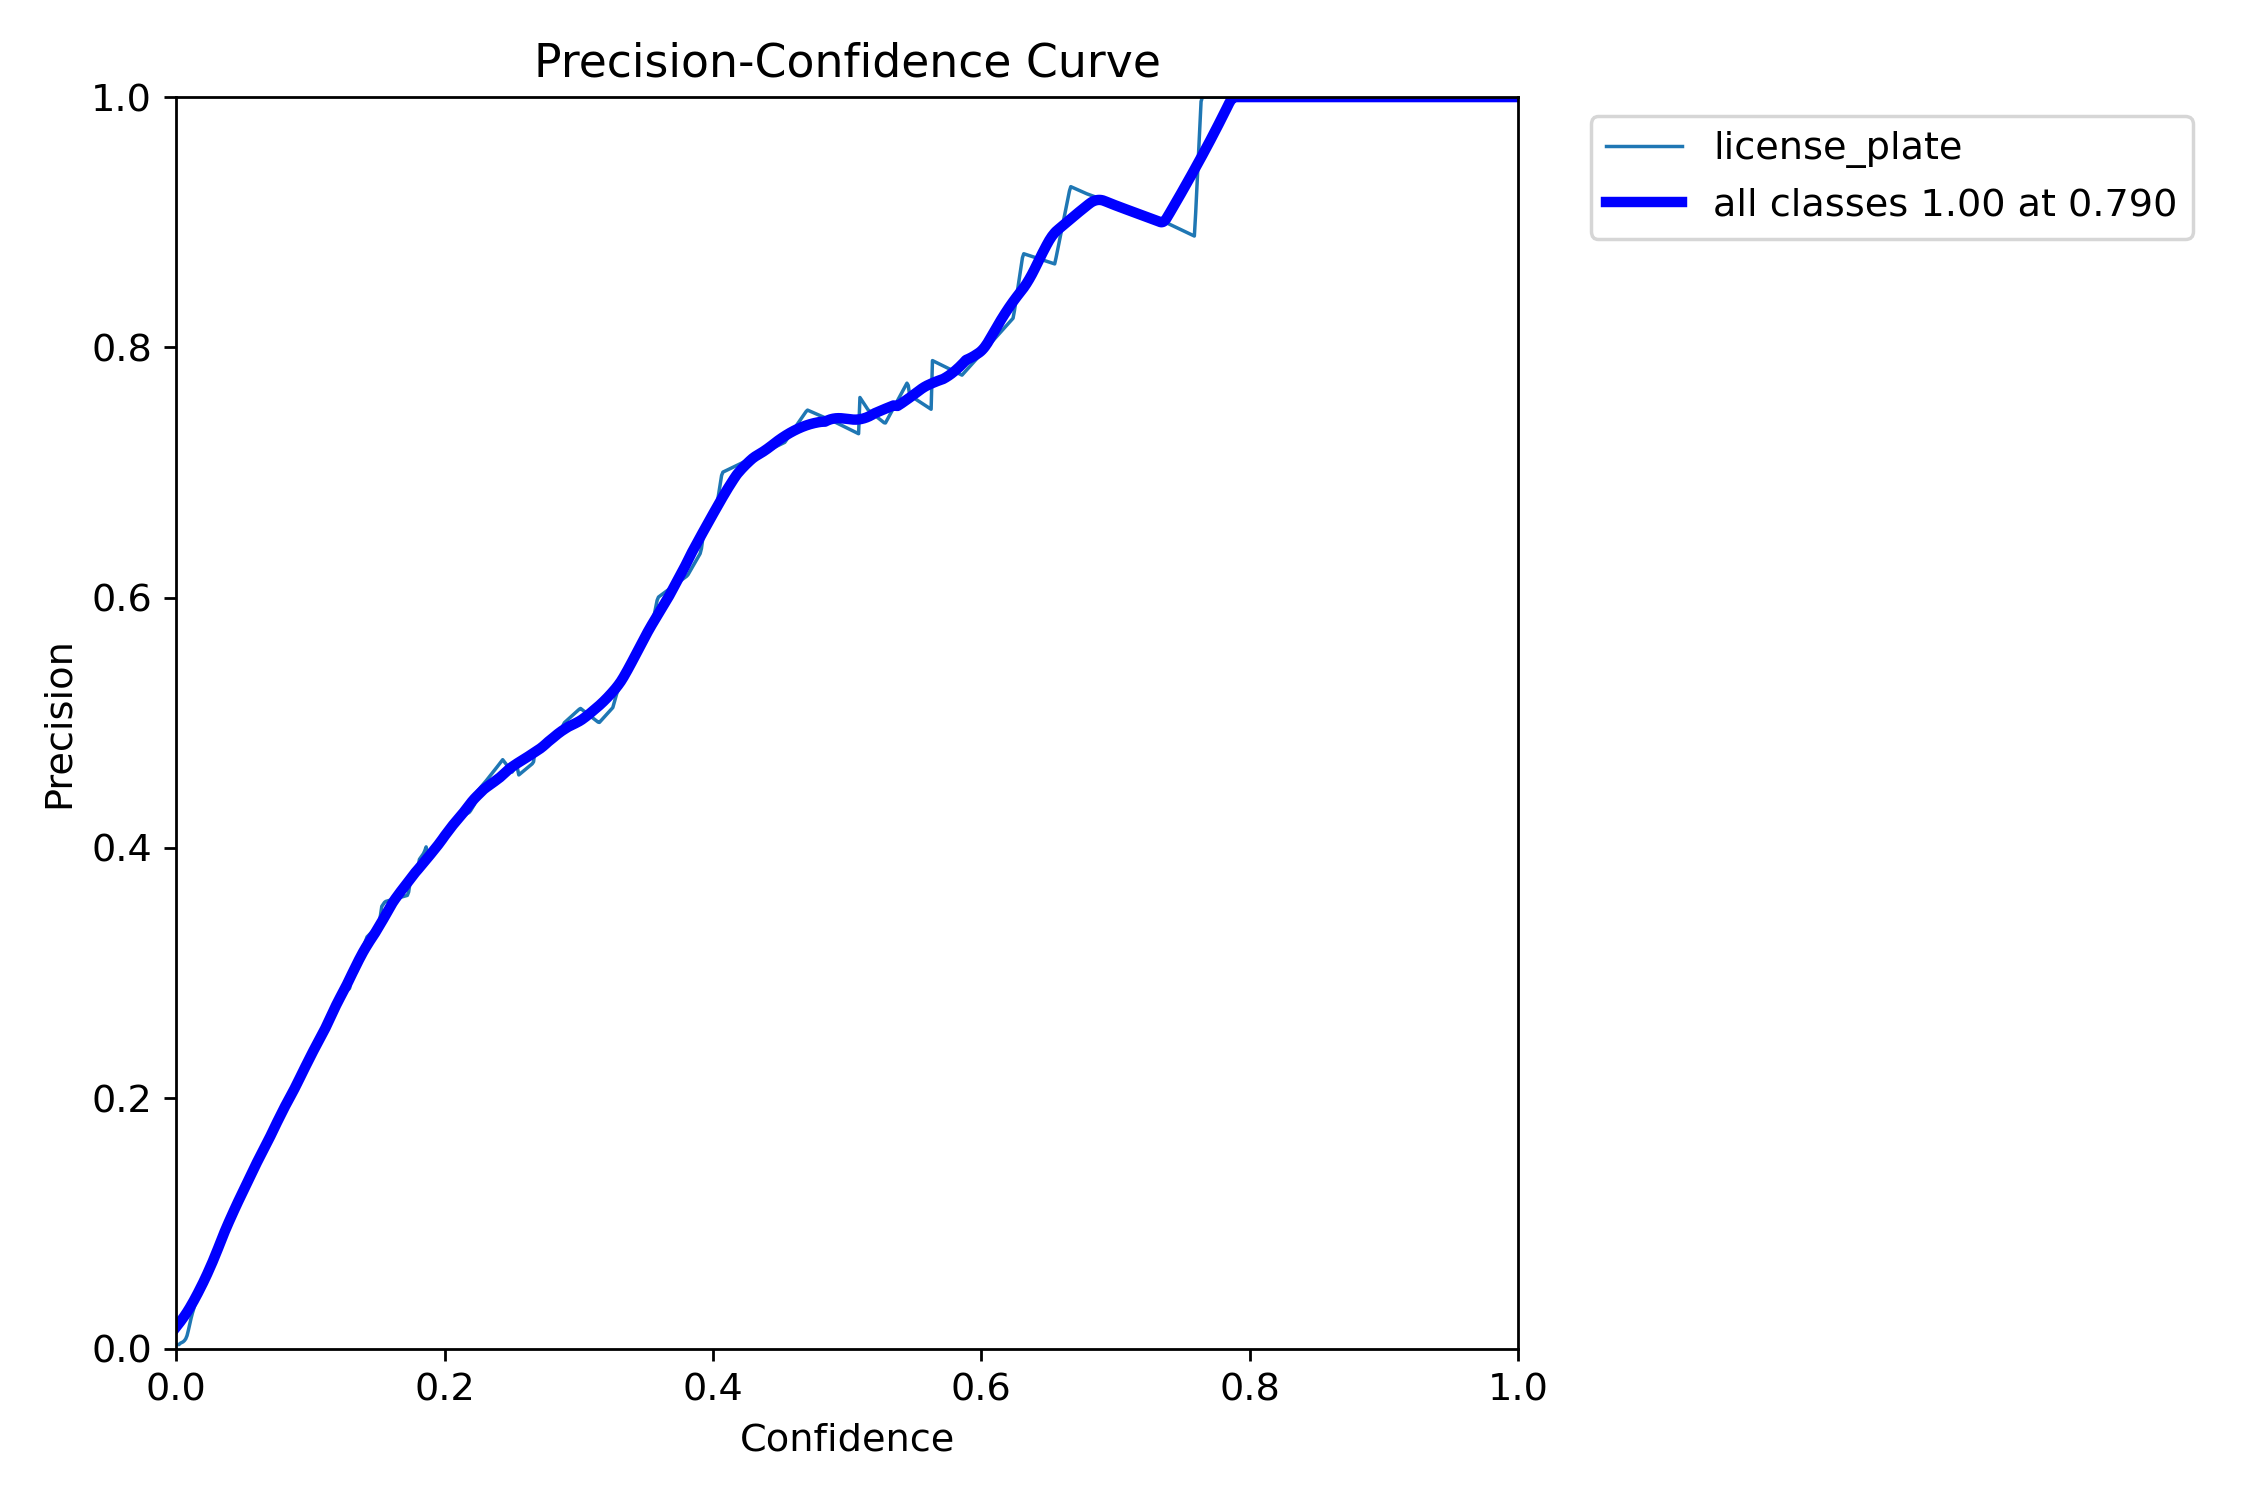 Precision-Confidence Curve
license_plate
all classes 1.00 at 0.790
Precision
1.0
0.8
0.6
0.4
0.2
0.0
0.0 0.2 0.4 0.6 0.8 1.0
Confidence